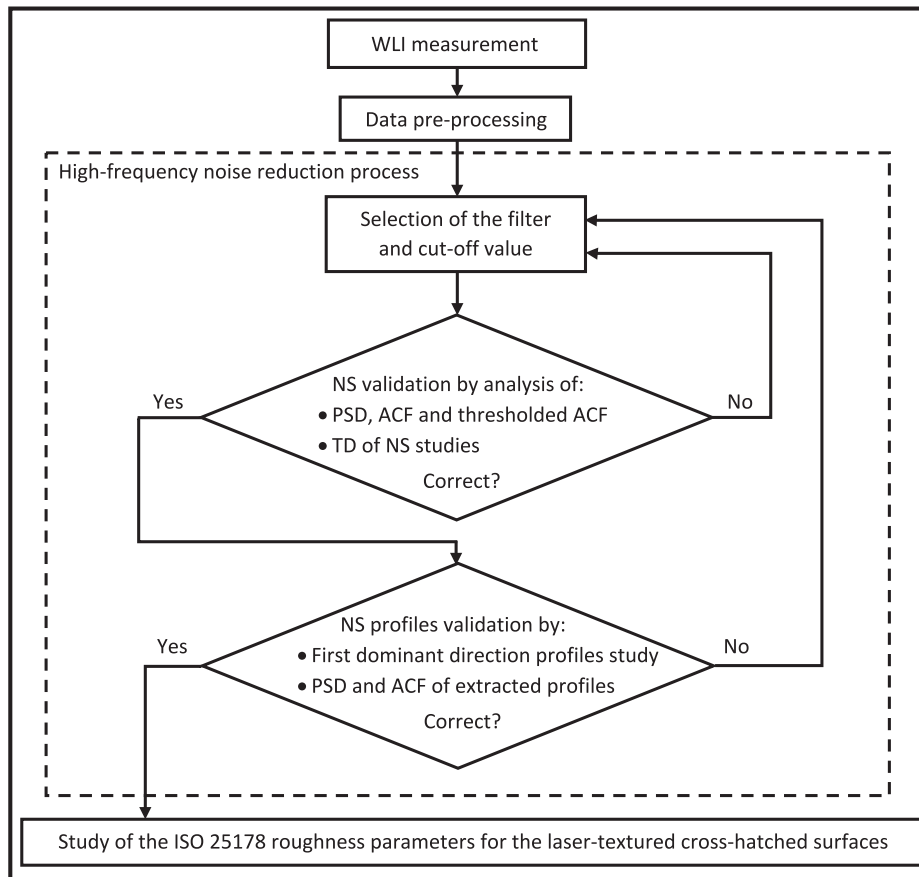 WLI measurement
Data pre-processing
High-frequency noise reduction process
Selection of the filter
and cut-off value
NS validation by analysis of:
Yes
No
• PSD, ACF and thresholded ACF
• TD of NS studies
Correct?
NS profiles validation by:
Yes
No
• First dominant direction profiles study
• PSD and ACF of extracted profiles
Correct?
Study of the ISO 25178 roughness parameters for the laser-textured cross-hatched surfaces